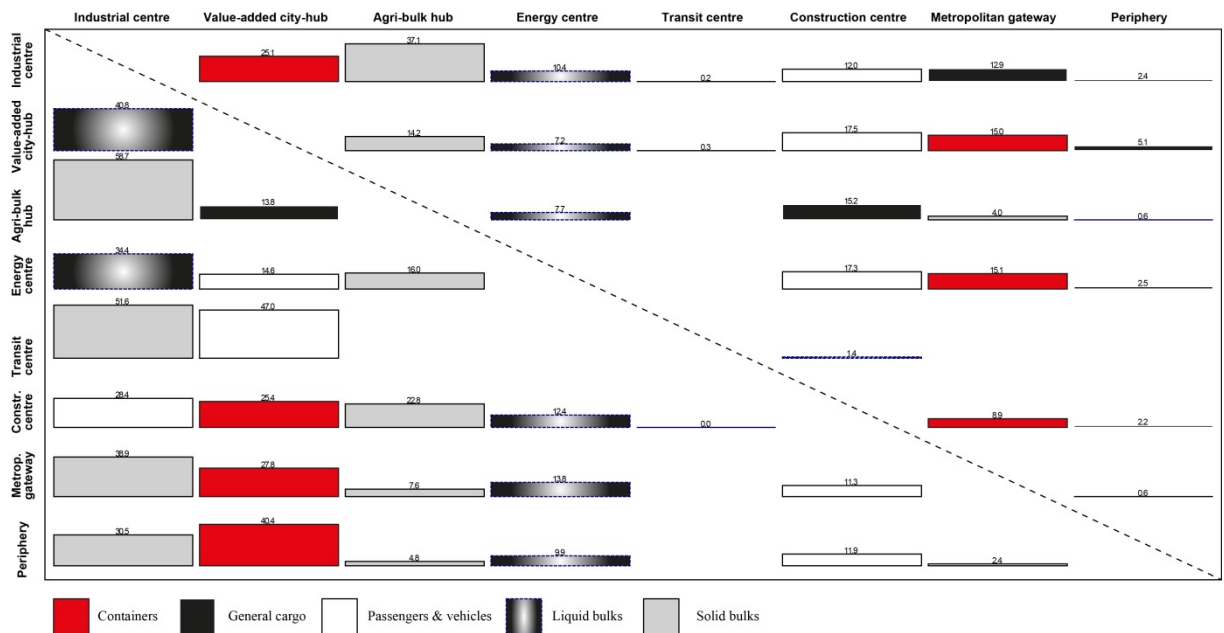 Industrial centre Value-added city-hub Agri-bulk hub Energy centre Transit centre Construction centre Metropolitan gateway Periphery
Industrial
centre
25.1 37.1 10.4 0.2 12.0 12.9 2.4
Value-added
city-hub
40.8 14.2 7.2 0.3 17.5 15.0 5.1
Agri-bulk
hub
58.7 13.8 7.7 15.2 4.0 0.6
Energy
centre
34.4 14.6 16.0 17.3 15.1 2.5
Transit
centre
51.6 47.0 1.4
Constr.
centre
28.4 25.4 22.8 12.4 0.0 8.9 2.2
Metrop.
gateway
38.9 27.8 7.6 13.8 11.3 0.6
Periphery
30.5 40.4 4.8 9.9 11.9 2.4
Containers General cargo Passengers & vehicles Liquid bulks Solid bulks